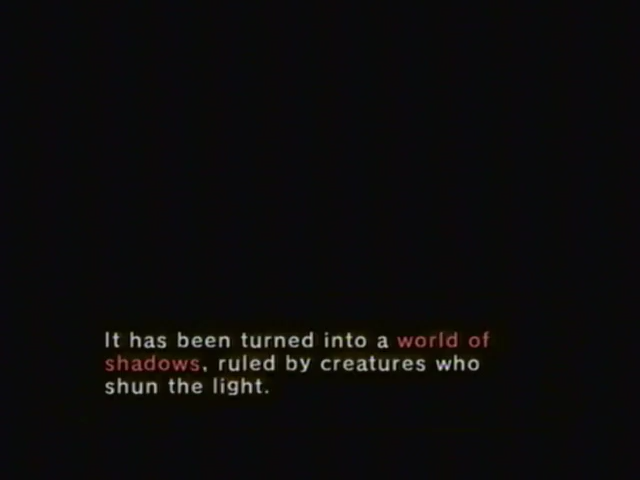 It has been turned into a world of
shadows, ruled by creatures who
shun the light.